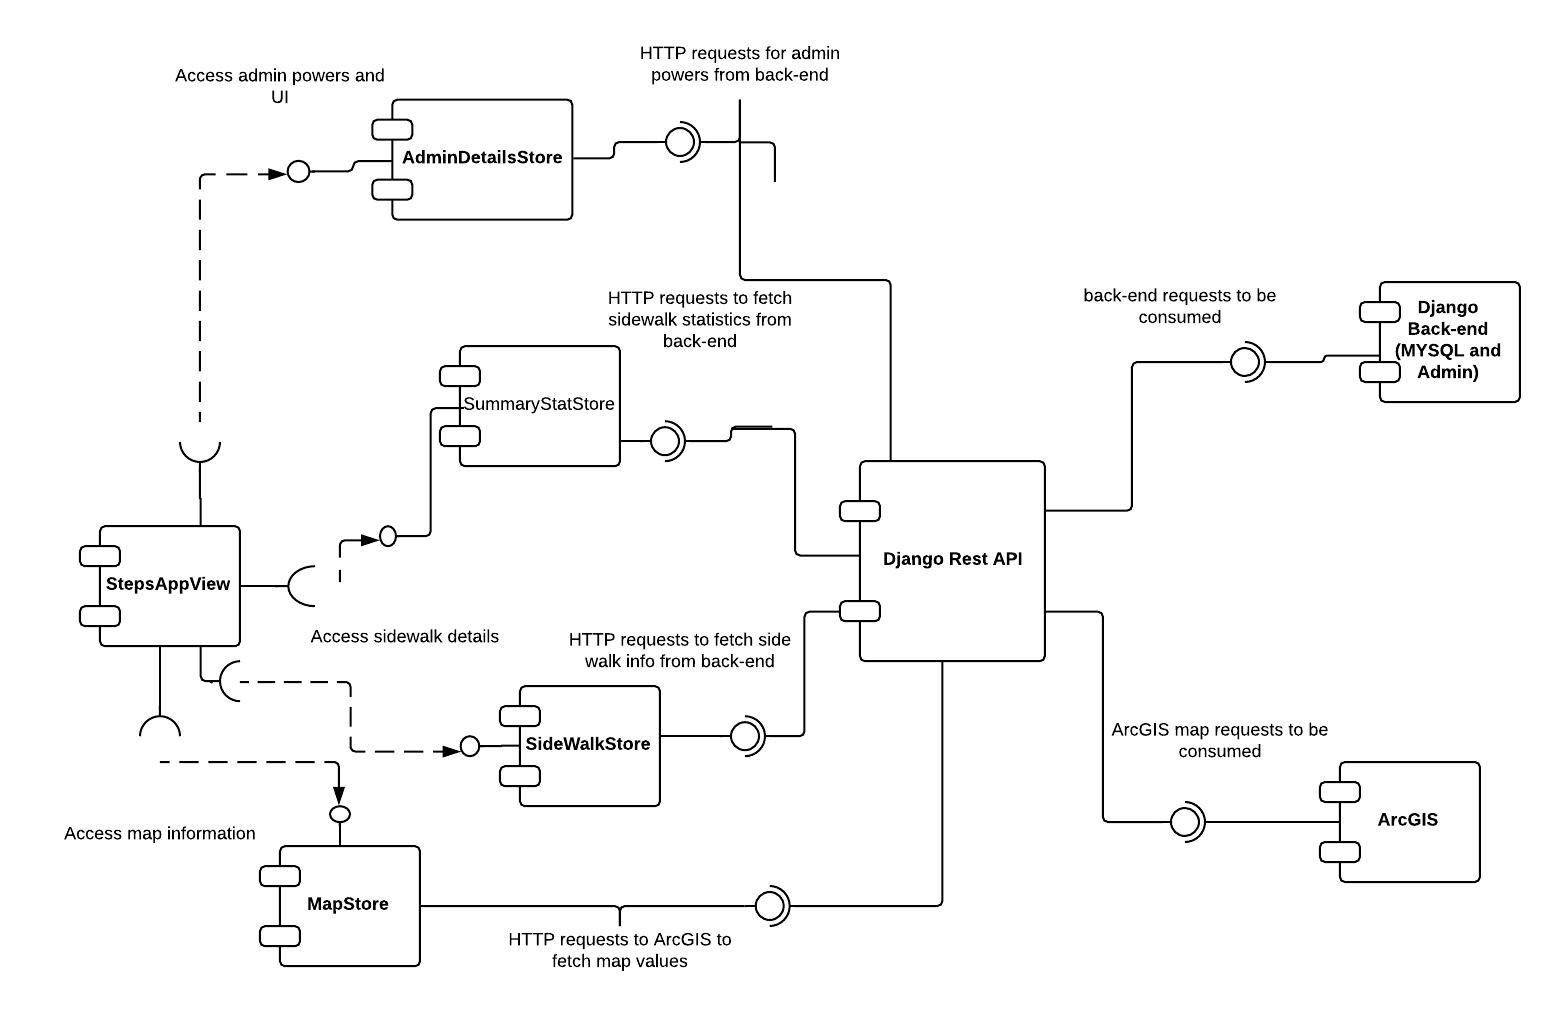 HTTP requests for admin
powers from back-end
Access admin powers and
UI
AdminDetailsStore
HTTP requests to fetch
sidewalk statistics from
back-end
back-end requests to be
consumed
Django
Back-end
(MYSQL and
Admin)
SummaryStatStore
Django Rest API
StepsAppView
Access sidewalk details
HTTP requests to fetch side
walk info from back-end
SideWalkStore
ArcGIS map requests to be
consumed
ArcGIS
Access map information
MapStore
HTTP requests to ArcGIS to
fetch map values